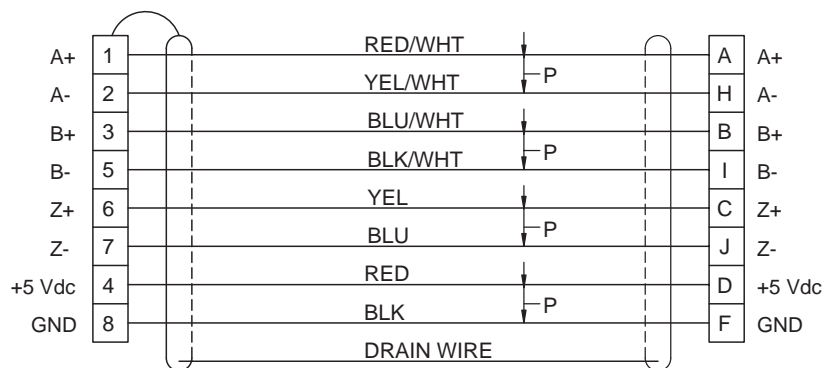 A+ 1 RED/WHT A A+
P
A- 2 YEL/WHT H A-
B+ 3 BLU/WHT B B+
P
B- 5 BLK/WHT I B-
Z+ 6 YEL C Z+
P
Z- 7 BLU J Z-
+5 Vdc 4 RED D +5 Vdc
P
GND 8 BLK F GND
DRAIN WIRE